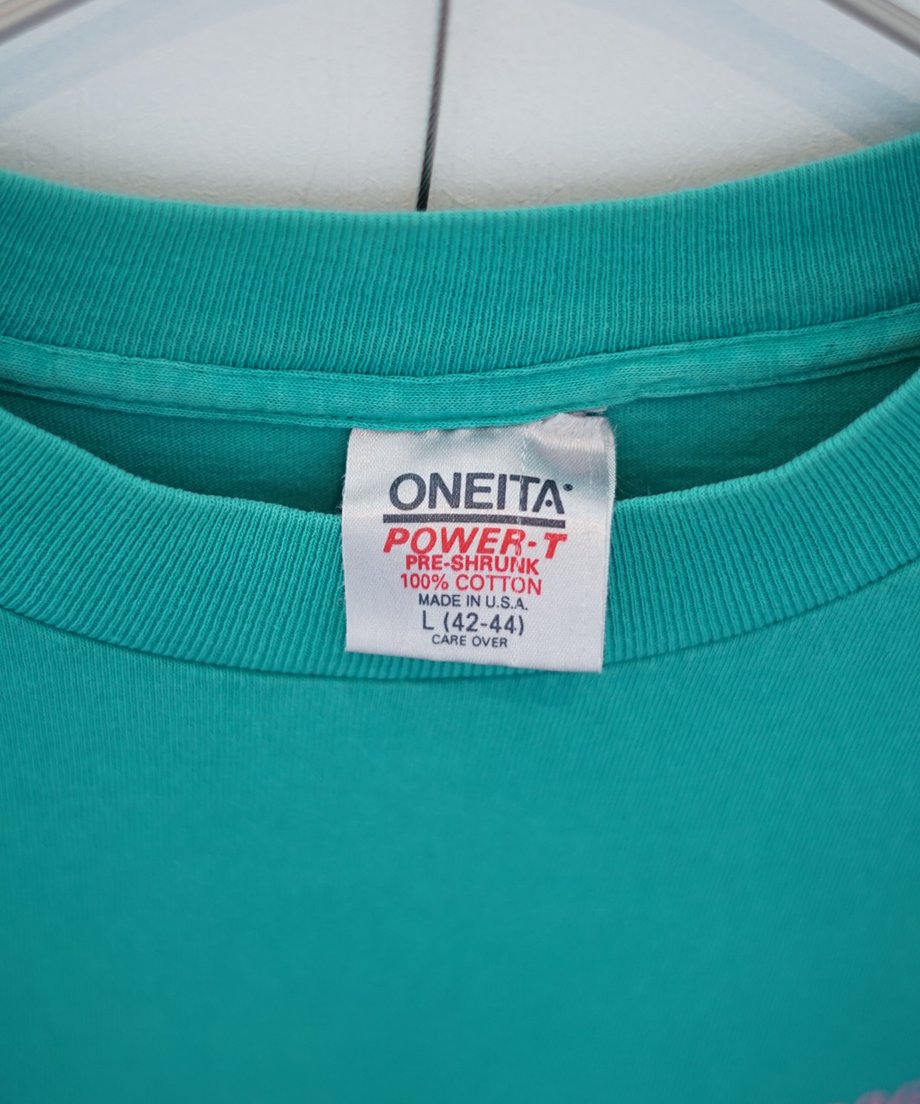 ONEITA®
POWER-T
PRE-SHRUNK
100% COTTON
MADE IN U.S.A.
L (42-44)
CARE OVER